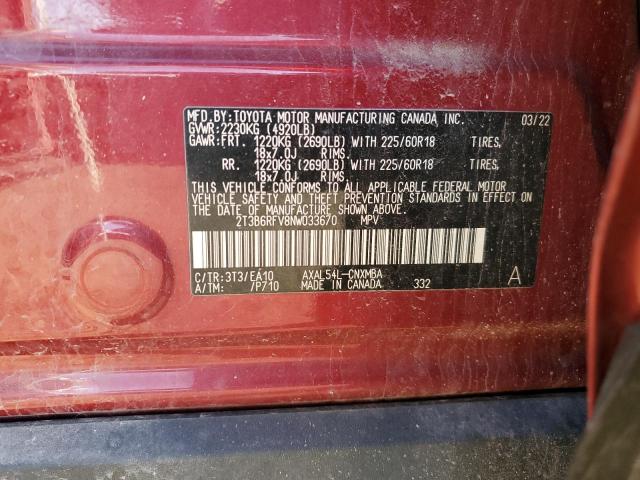 MFD.BY:TOYOTA MOTOR MANUFACTURING CANADA INC. 03/22
GVWR:2230KG (4920LB)
GAWR:FRT. 1220KG (2690LB) WITH 225/60R18 TIRES,
18x7.0J RIMS.
RR. 1220KG (2690LB) WITH 225/60R18 TIRES,
18x7.0J RIMS.
THIS VEHICLE CONFORMS TO ALL APPLICABLE FEDERAL MOTOR
VEHICLE SAFETY AND THEFT PREVENTION STANDARDS IN EFFECT ON
THE DATE OF MANUFACTURE SHOWN ABOVE.
2T3B6RFV8NW033670 MPV
C/TR:3T3/EA10 AXAL54L-CNXMBA
A/TM: /P710 MADE IN CANADA 332 A